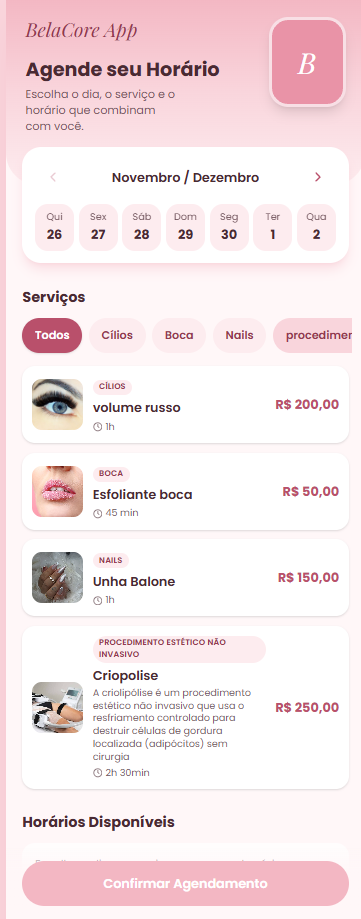 BelaCore App
Agende seu Horário
Escolha o dia, o serviço e o
horário que combinam
com você.
B
Novembro / Dezembro
Qui Sex Sáb Dom Seg Ter Qua
26 27 28 29 30 1 2
Serviços
Todos Cílios Boca Nails procedimen
CÍLIOS
volume russo
1h
R$ 200,00
BOCA
Esfoliante boca
45 min
R$ 50,00
NAILS
Unha Balone
1h
R$ 150,00
PROCEDIMENTO ESTÉTICO NÃO
INVASIVO
Criopolise
A criolipólise é um procedimento
estético não invasivo que usa o
resfriamento controlado para
destruir células de gordura
localizada (adipócitos) sem
cirurgia
2h 30min
R$ 250,00
Horários Disponíveis
Confirmar Agendamento